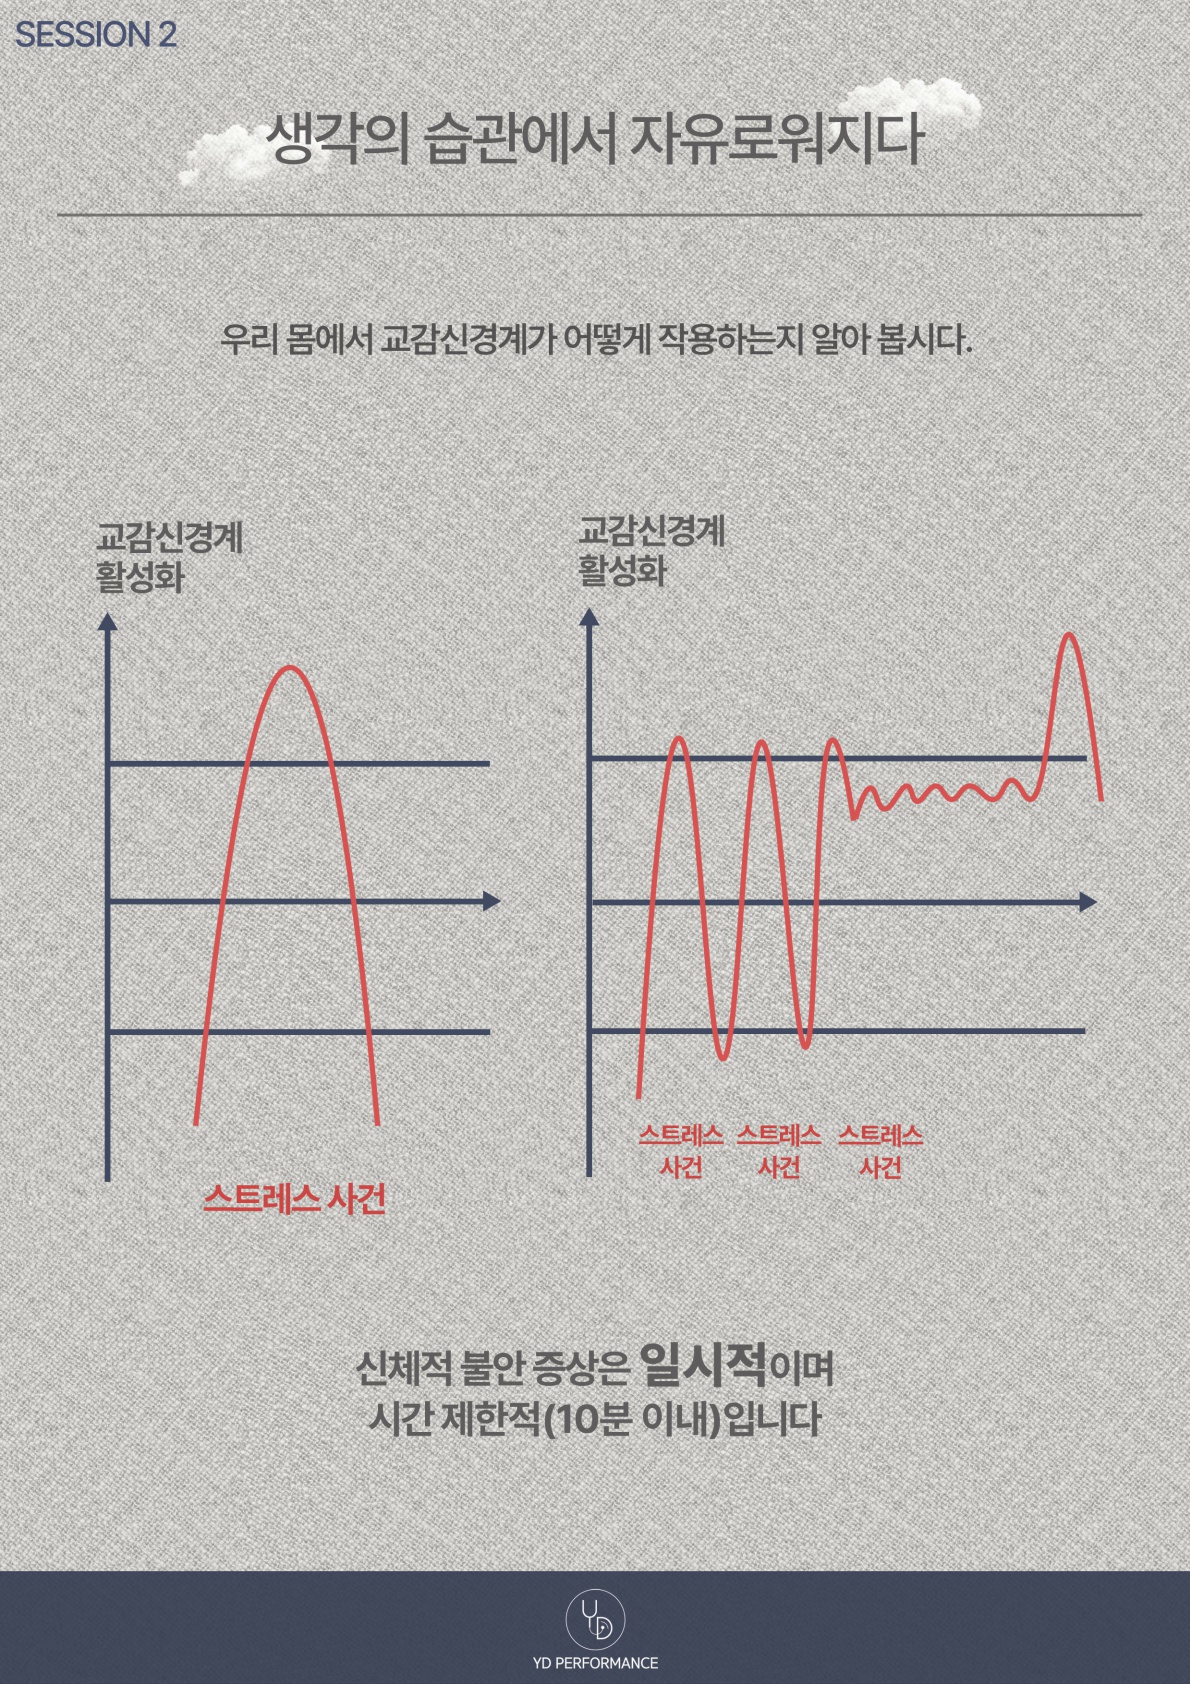 SESSION 2
생각의 습관에서 자유로워지다
우리 몸에서 교감신경계가 어떻게 작용하는지 알아 봅시다.
교감신경계
활성화
스트레스 사건
교감신경계
활성화
스트레스
사건
스트레스
사건
스트레스
사건
신체적 불안 증상은 일시적이며
시간 제한적(10분 이내)입니다
YD
YD PERFORMANCE